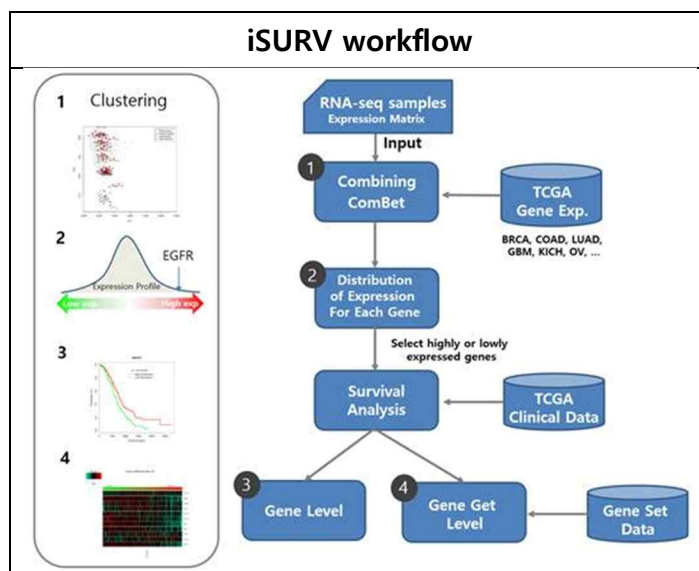 iSURV workflow
1
Clustering
2
EGFR
Expression Profile
Low exp
High exp
3
4
RNA-seq samples
Expression Matrix
Input
1
Combining
ComBet
TCGA
Gene Exp.
BRCA, COAD, LUAD,
GBM, KICH, OV, ...
2
Distribution
of Expression
For Each Gene
Select highly or lowly
expressed genes
Survival
Analysis
TCGA
Clinical Data
3
Gene Level
4
Gene Get
Level
Gene Set
Data